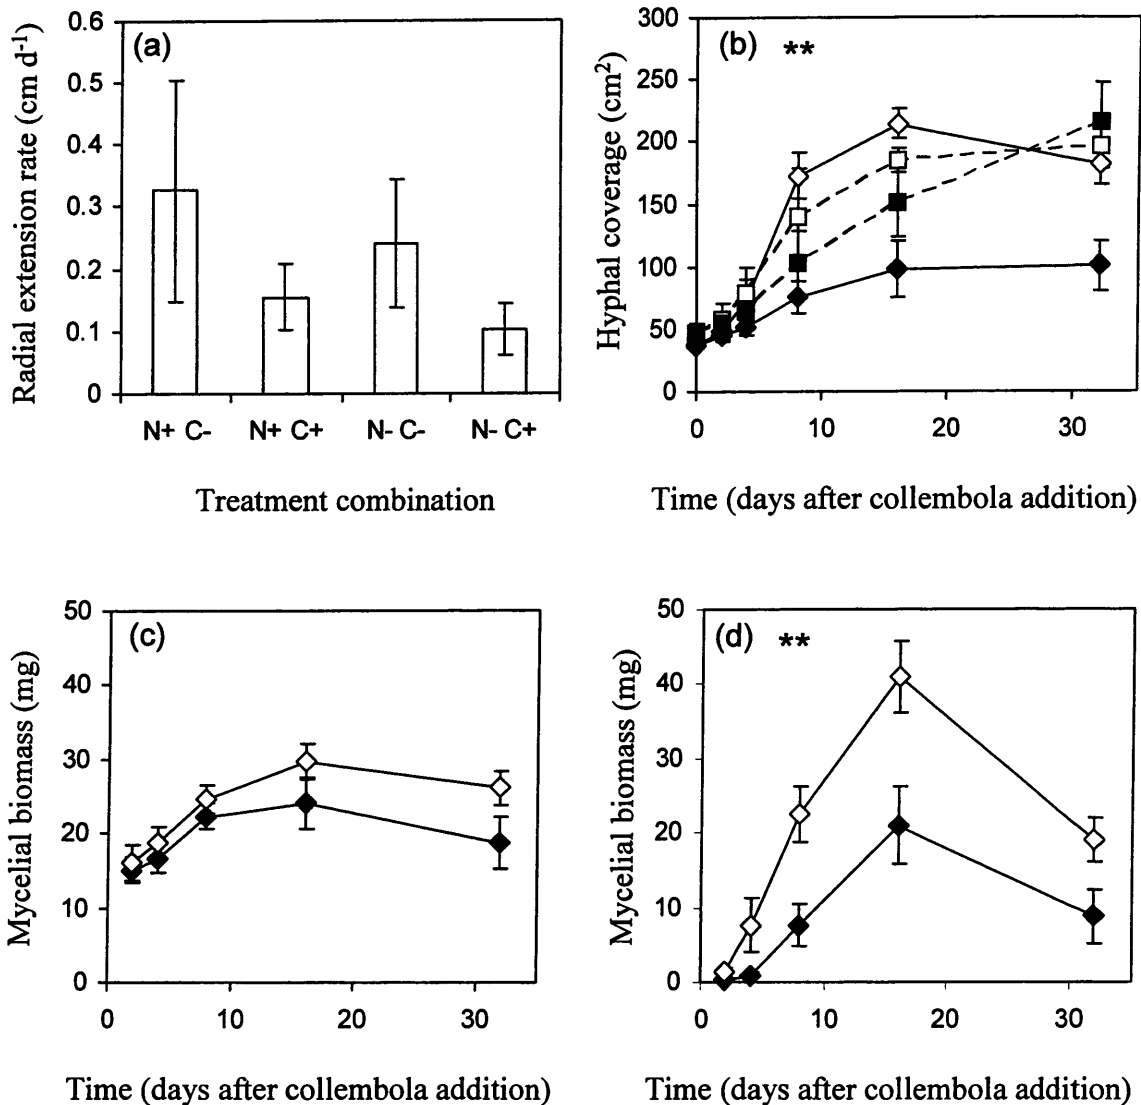 (a)
Radial extension rate (cm d-1)
0.6
0.5
0.4
0.3
0.2
0.1
0
N+ C-
N+ C+
N- C-
N- C+
Treatment combination
(b)
**
Hyphal coverage (cm2)
300
250
200
150
100
50
0
0
10
20
30
Time (days after collembola addition)
(c)
Mycelial biomass (mg)
50
40
30
20
10
0
0
10
20
30
Time (days after collembola addition)
(d)
**
Mycelial biomass (mg)
50
40
30
20
10
0
0
10
20
30
Time (days after collembola addition)